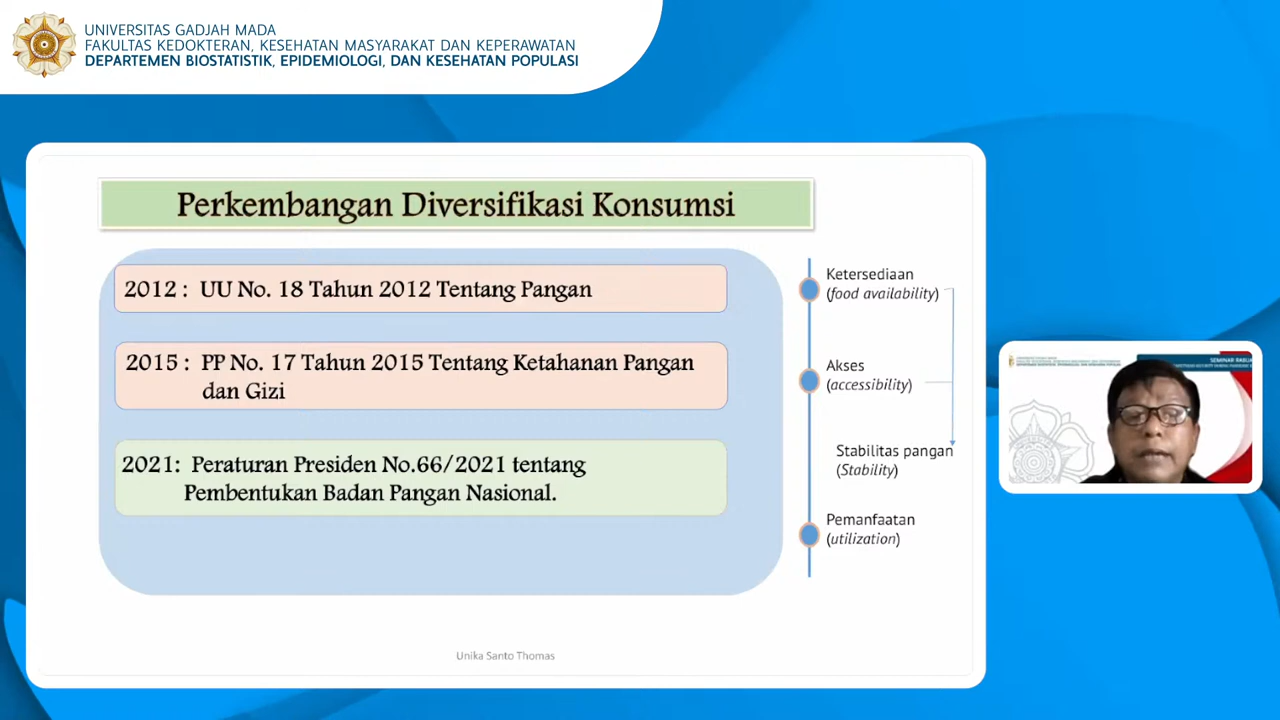 UNIVERSITAS GADJAH MADA
FAKULTAS KEDOKTERAN, KESEHATAN MASYARAKAT DAN KEPERAWATAN
DEPARTEMEN BIOSTATISTIK, EPIDEMIOLOGI, DAN KESEHATAN POPULASI
Perkembangan Diversifikasi Konsumsi
2012 : UU No. 18 Tahun 2012 Tentang Pangan
2015 : PP No. 17 Tahun 2015 Tentang Ketahanan Pangan
dan Gizi
2021: Peraturan Presiden No.66/2021 tentang
Pembentukan Badan Pangan Nasional.
Ketersediaan
(food availability)
Akses
(accessibility)
Stabilitas pangan
(Stability)
Pemanfaatan
(utilization)
Unika Santo Thomas